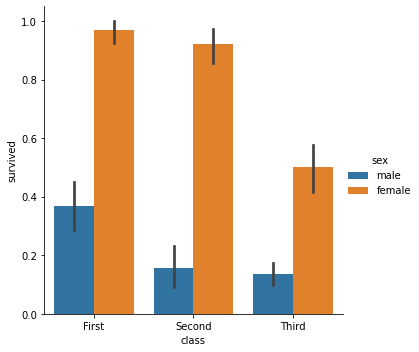 1.0
0.8
0.6
0.4
0.2
0.0
survived
First Second Third
class
sex
male
female